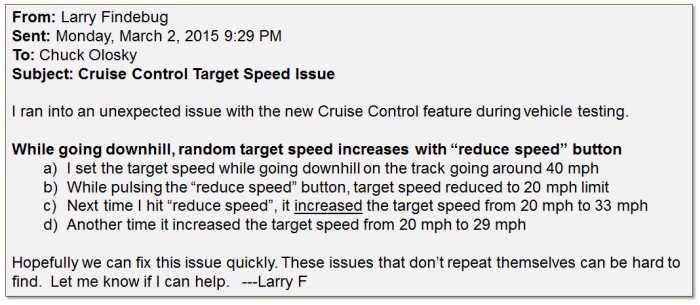 From: Larry Findebug
Sent: Monday, March 2, 2015 9:29 PM
To: Chuck Olosky
Subject: Cruise Control Target Speed Issue
I ran into an unexpected issue with the new Cruise Control feature during vehicle testing.
While going downhill, random target speed increases with “reduce speed” button
a) I set the target speed while going downhill on the track going around 40 mph
b) While pulsing the “reduce speed” button, target speed reduced to 20 mph limit
c) Next time I hit “reduce speed”, it increased the target speed from 20 mph to 33 mph
d) Another time it increased the target speed from 20 mph to 29 mph
Hopefully we can fix this issue quickly. These issues that don’t repeat themselves can be hard to
find. Let me know if I can help. ---Larry F